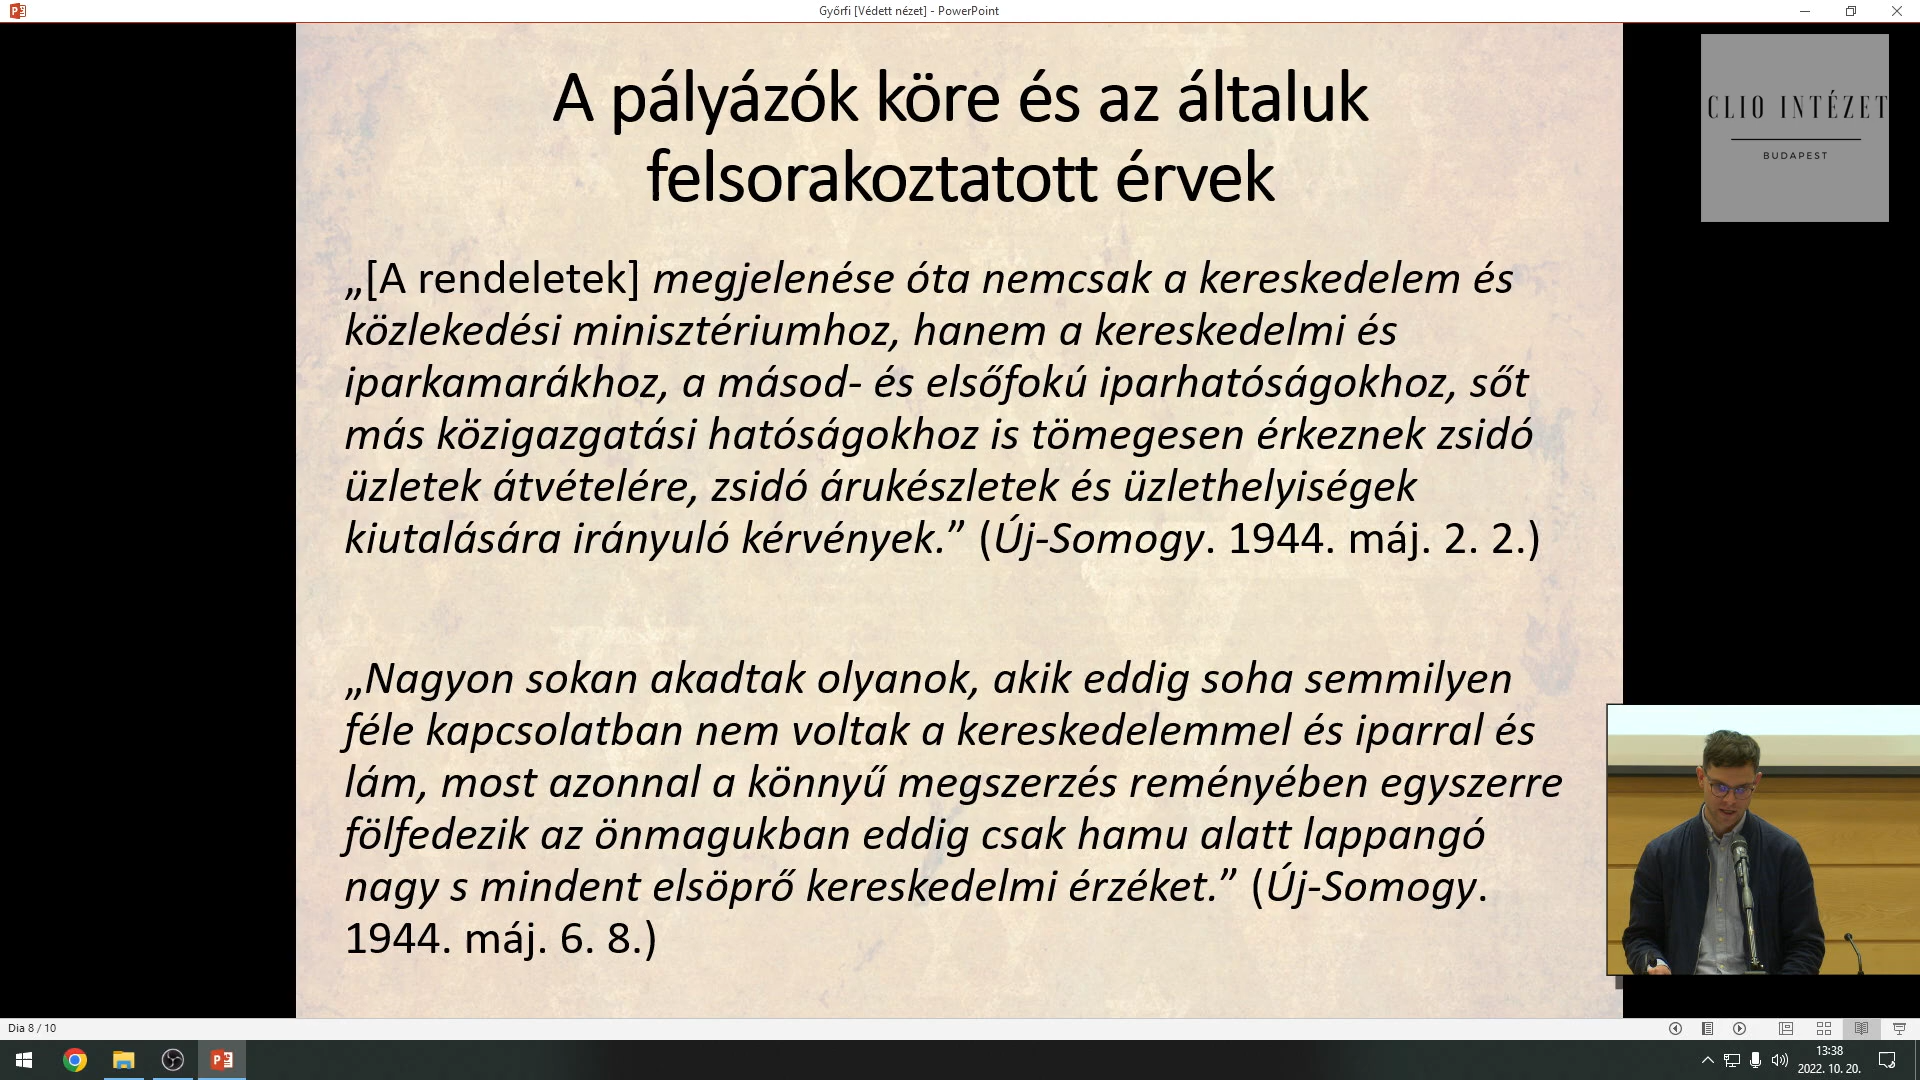 Győrfi [Védett nézet] - PowerPoint
CLIO INTÉZET
BUDAPEST
A pályázók köre és az általuk
felsorakoztatott érvek
„[A rendeletek] megjelenése óta nemcsak a kereskedelem és
közlekedési minisztériumhoz, hanem a kereskedelmi és
iparkamarákhoz, a másod- és elsőfokú iparhatóságokhoz, sőt
más közigazgatási hatóságokhoz is tömegesen érkeznek zsidó
üzletek átvételére, zsidó árukészletek és üzlethelyiségek
kiutalására irányuló kérvények.” (Új-Somogy. 1944. máj. 2. 2.)
„Nagyon sokan akadtak olyanok, akik eddig soha semmilyen
féle kapcsolatban nem voltak a kereskedelemmel és iparral és
lám, most azonnal a könnyű megszerzés reményében egyszerre
fölfedezik az önmagukban eddig csak hamu alatt lappangó
nagy s mindent elsöprő kereskedelmi érzéket.” (Új-Somogy.
1944. máj. 6. 8.)
Dia 8 / 10
13:38
2022. 10. 20.